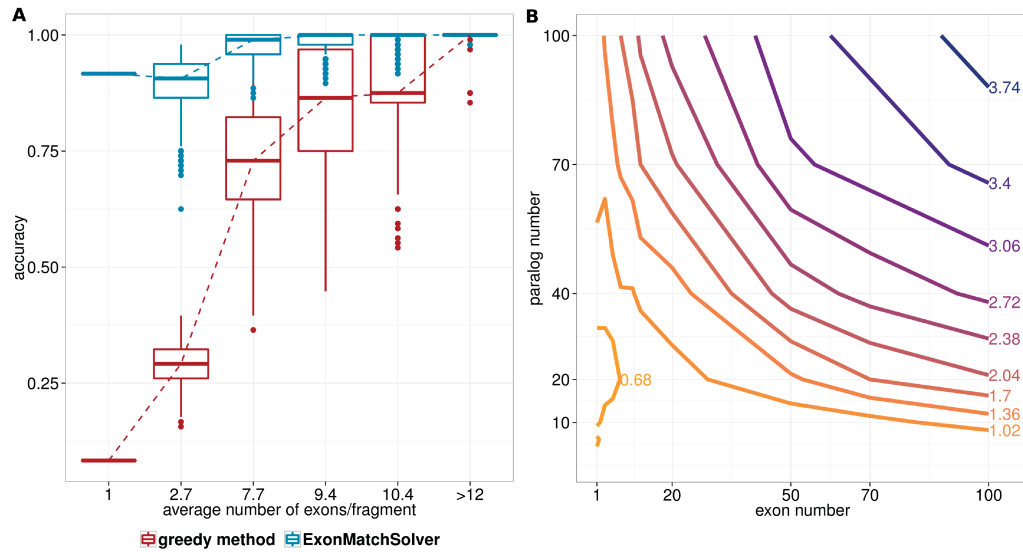 A
accuracy
1.00
0.75
0.50
0.25
1 2.7 7.7 9.4 10.4 >12
average number of exons/fragment
greedy method ExonMatchSolver
B
paralog number
100
70
40
20
10
3.74
3.4
3.06
2.72
2.38
2.04
1.7
1.36
1.02
0.68
1 20 50 70 100
exon number